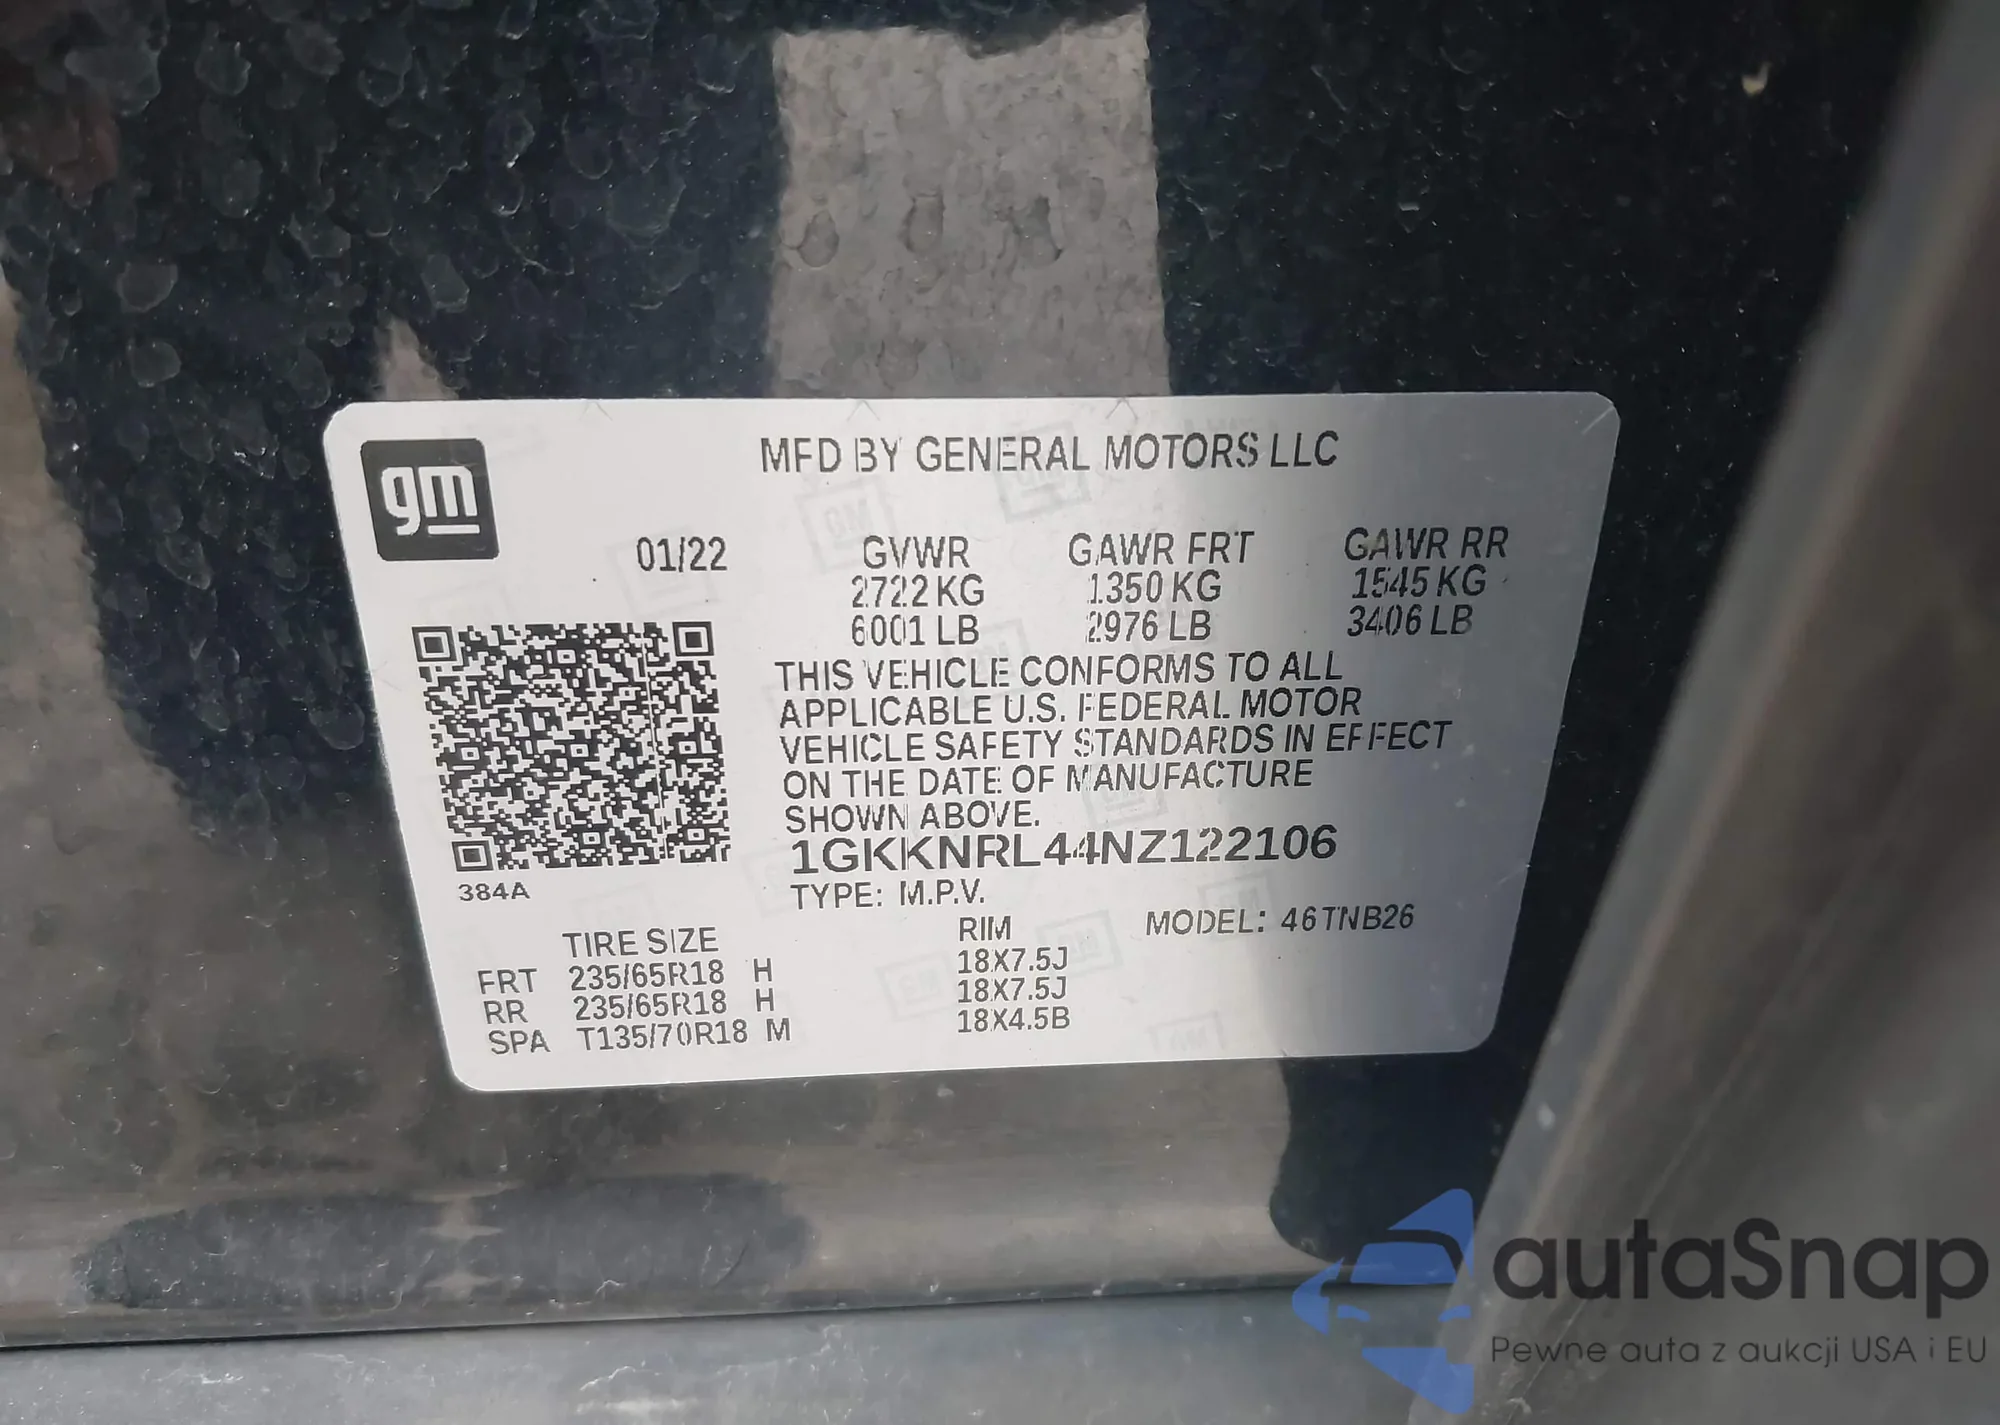 gm
MFD BY GENERAL MOTORS LLC
01/22 GVWR GAWR FRT GAWR RR
2722 KG 1350 KG 1545 KG
6001 LB 2976 LB 3406 LB
THIS VEHICLE CONFORMS TO ALL
APPLICABLE U.S. FEDERAL MOTOR
VEHICLE SAFETY STANDARDS IN EFFECT
ON THE DATE OF MANUFACTURE
SHOWN ABOVE.
1GKKNRL44NZ122106
384A
TYPE: M.P.V.
TIRE SIZE RIM MODEL: 46TNB26
FRT 235/65R18 H 18X7.5J
RR 235/65R18 H 18X7.5J
SPA T135/70R18 M 18X4.5B
autaSnap
Pewne auta z aukcji USA i EU